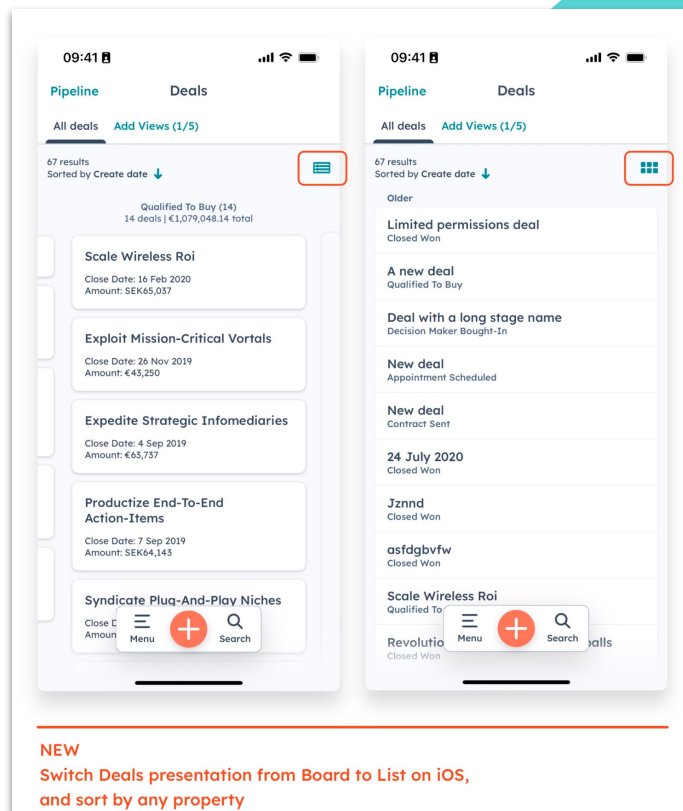 09:41
Pipeline
Deals
All deals
Add Views (1/5)
67 results
Sorted by Create date
Qualified To Buy (14)
14 deals | €1,079,048.14 total
Scale Wireless Roi
Close Date: 16 Feb 2020
Amount: SEK65,037
Exploit Mission-Critical Vortals
Close Date: 26 Nov 2019
Amount: €43,250
Expedite Strategic Infomediaries
Close Date: 4 Sep 2019
Amount: €63,737
Productize End-To-End
Action-Items
Close Date: 7 Sep 2019
Amount: SEK64,143
Syndicate Plug-And-Play Niches
Close
Menu
Search
09:41
Pipeline
Deals
All deals
Add Views (1/5)
67 results
Sorted by Create date
Older
Limited permissions deal
Closed Won
A new deal
Qualified To Buy
Deal with a long stage name
Decision Maker Bought-In
New deal
Appointment Scheduled
New deal
Contract Sent
24 July 2020
Closed Won
Jznnd
Closed Won
asfdgbvfw
Closed Won
Scale Wireless Roi
Qualified To
Closed Won
Menu
Search
NEW
Switch Deals presentation from Board to List on iOS,
and sort by any property